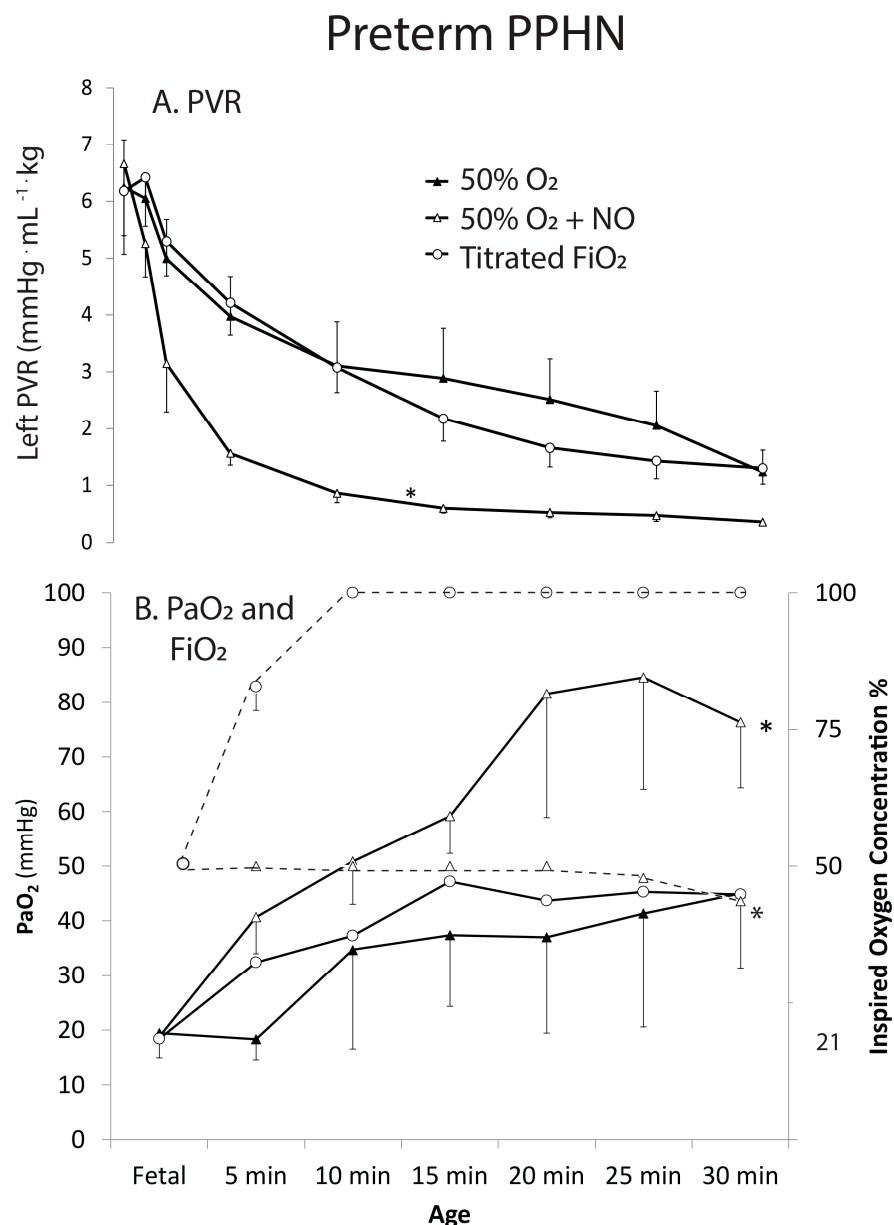 Preterm PPHN
A. PVR
Left PVR (mmHg·mL⁻¹·kg
8
7
6
5
4
3
2
1
0
50% O₂
50% O₂ + NO
Titrated FiO₂
*
B. PaO₂ and
FiO₂
PaO₂ (mmHg)
100
90
80
70
60
50
40
30
20
10
0
*
*
100
75
50
21
Inspired Oxygen Concentration %
Fetal 5 min 10 min 15 min 20 min 25 min 30 min
Age